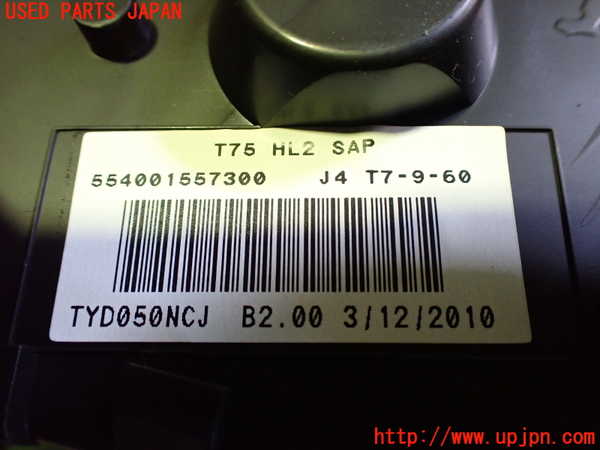 USED PARTS JAPAN
T75 HL2 SAP
554001557300 J4 T7-9-60
TYD050NCJ B2.00 3/12/2010
http://www.upjpn.com/